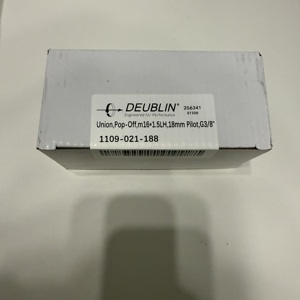 DEUBLIN®
256341
Engineered for Performance
Union,Pop-Off,m16*1.5LH,18mm Pilot,G3/8"
1109-021-188